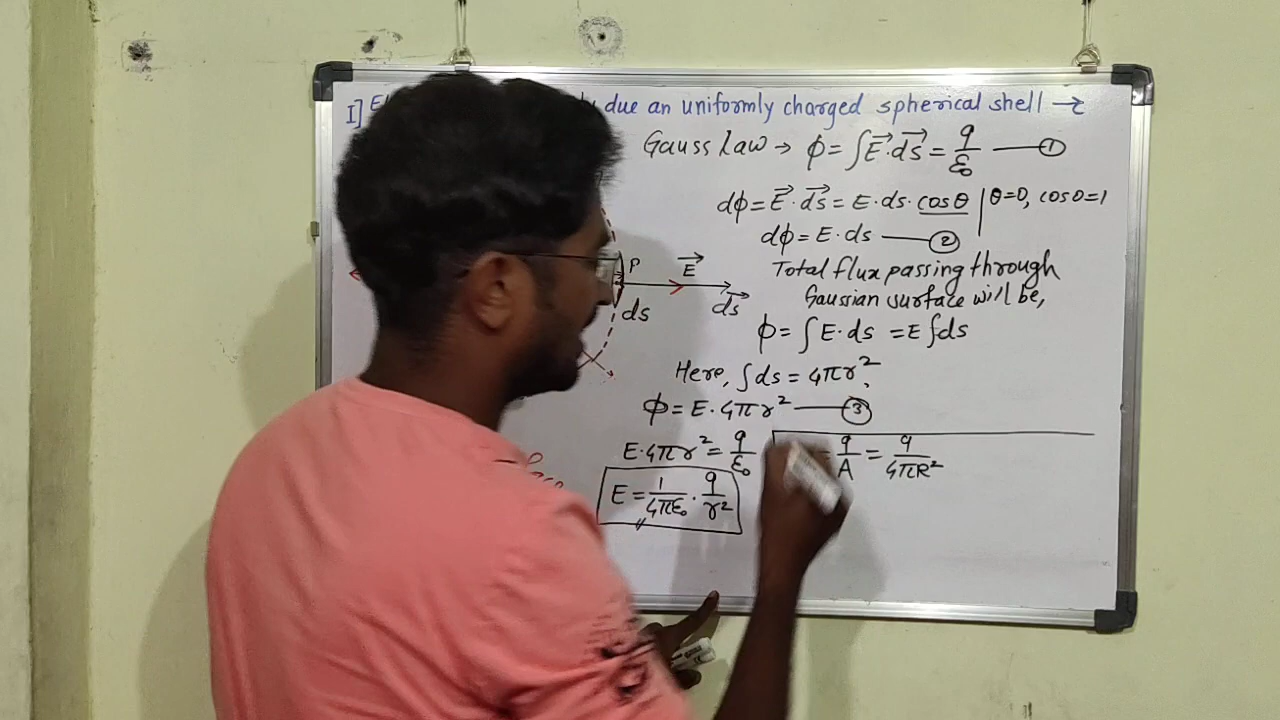 I] due an uniformly charged spherical shell →
Gauss Law → ϕ = ∫E⃗·ds⃗ = q/ε₀ —— ①
dϕ = E⃗·ds⃗ = E·ds·cosθ | θ=0, cos0=1
dϕ = E·ds —— ②
Total flux passing through
Gaussian surface will be,
ϕ = ∫E·ds = E∫ds
Here, ∫ds = 4πr²,
ϕ = E·4πr² —— ③
E·4πr² = q/ε₀
E = 1/4πε₀ · q/r²
= q/A = q/4πR²
P
E⃗
ds⃗
ds